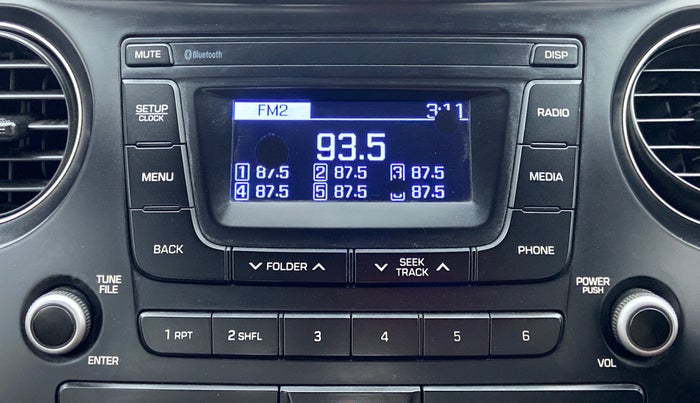 MUTE Bluetooth DISP
SETUP
CLOCK
FM2 3:11
RADIO
93.5
1 87.5 2 87.5 3 87.5
4 87.5 5 87.5 87.5
MENU
MEDIA
BACK
PHONE
FOLDER
SEEK
TRACK
TUNE
FILE
POWER
PUSH
1 RPT 2 SHFL 3 4 5 6
ENTER
VOL